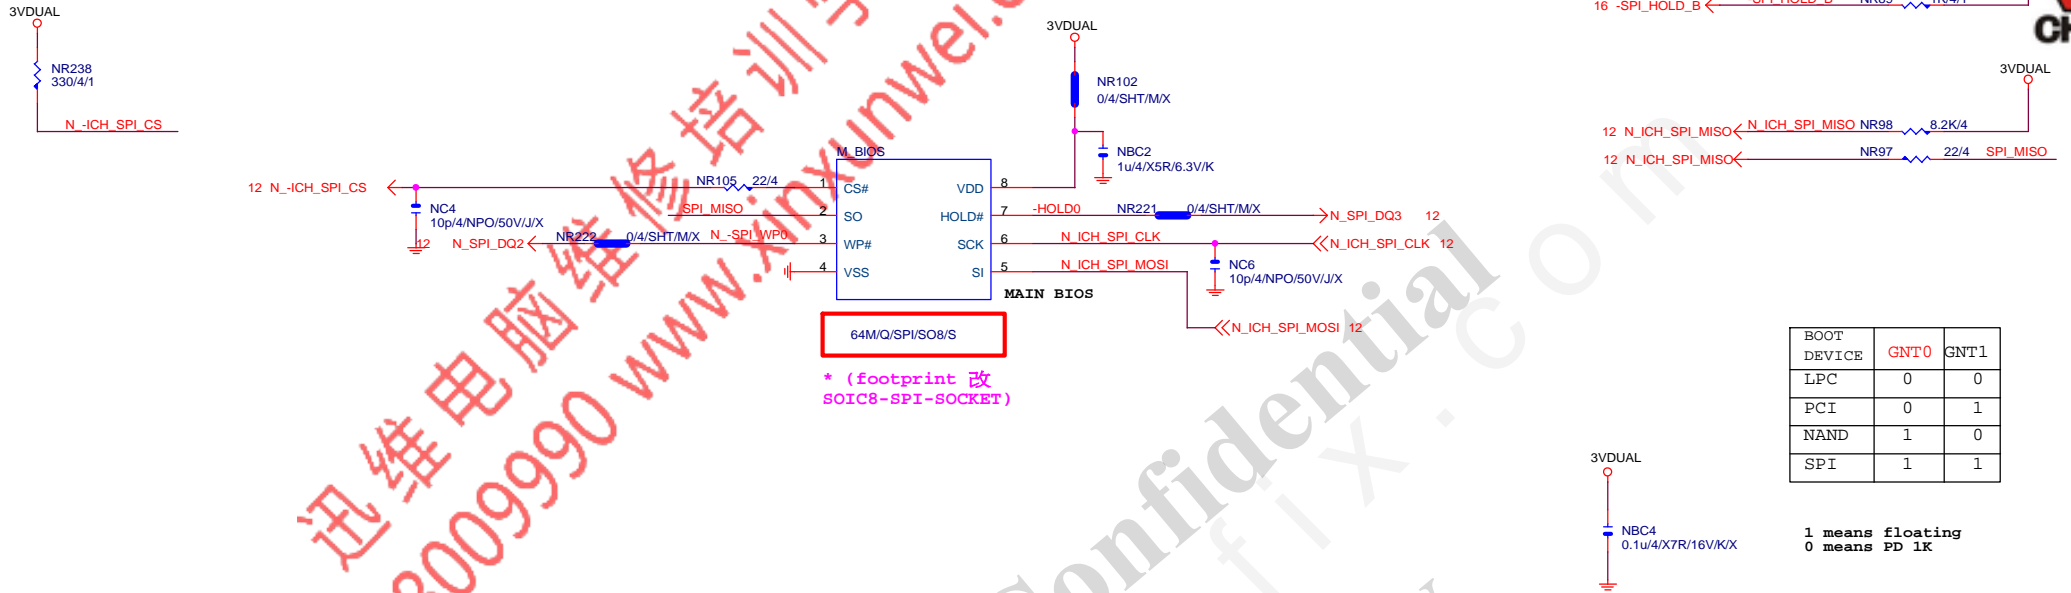 3VDUAL
NR238
330/4/1
N_-ICH_SPI_CS
3VDUAL
NR102
0/4/SHT/M/X
NBC2
1u/4/X5R/6.3V/K
M_BIOS
12 N_-ICH_SPI_CS
NR105 22/4
1 CS#
VDD 8
NC4
10p/4/NPO/50V/J/X
SPI_MISO
2 SO
HOLD# 7
-HOLD0
NR221 0/4/SHT/M/X
N_SPI_DQ3 12
12 N_SPI_DQ2
NR222 0/4/SHT/M/X
N_-SPI_WP0
3 WP#
SCK 6
N_ICH_SPI_CLK
N_ICH_SPI_CLK 12
4 VSS
SI 5
N_ICH_SPI_MOSI
NC6
10p/4/NPO/50V/J/X
MAIN BIOS
N_ICH_SPI_MOSI 12
64M/Q/SPI/SO8/S
* (footprint 改
SOIC8-SPI-SOCKET)
16 -SPI_HOLD_B
3VDUAL
12 N_ICH_SPI_MISO
N_ICH_SPI_MISO NR98 8.2K/4
12 N_ICH_SPI_MISO
NR97 22/4 SPI_MISO
BOOT DEVICE GNT0 GNT1
LPC 0 0
PCI 0 1
NAND 1 0
SPI 1 1
1 means floating
0 means PD 1K
3VDUAL
NBC4
0.1u/4/X7R/16V/K/X
迅维电脑维修培训
3009990 www.xinxunwei.c
Confidential
fix.com